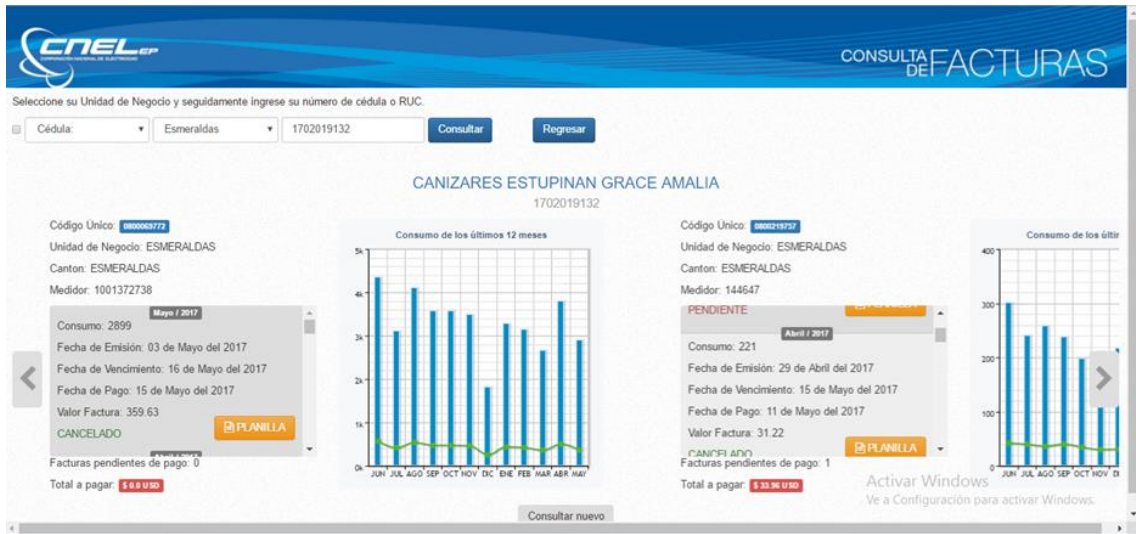 CNEL EP
CORPORACIÓN NACIONAL DE ELECTRICIDAD
CONSULTA DE FACTURAS
Seleccione su Unidad de Negocio y seguidamente ingrese su número de cédula o RUC.
Cédula: Esmeraldas 1702019132 Consultar Regresar
CANIZARES ESTUPINAN GRACE AMALIA
1702019132
Código Único: 0800069772
Unidad de Negocio: ESMERALDAS
Canton: ESMERALDAS
Medidor: 1001372738
Mayo / 2017
Consumo: 2899
Fecha de Emisión: 03 de Mayo del 2017
Fecha de Vencimiento: 16 de Mayo del 2017
Fecha de Pago: 15 de Mayo del 2017
Valor Factura: 359.63
CANCELADO PLANILLA
Abril / 2017
Facturas pendientes de pago: 0
Total a pagar: $ 0.0 USD
Consumo de los últimos 12 meses
5k
4k
3k
2k
1k
0k
JUN JUL AGO SEP OCT NOV DIC ENE FEB MAR ABR MAY
Código Único: 0800219757
Unidad de Negocio: ESMERALDAS
Canton: ESMERALDAS
Medidor: 144647
PENDIENTE PLANILLA
Abril / 2017
Consumo: 221
Fecha de Emisión: 29 de Abril del 2017
Fecha de Vencimiento: 15 de Mayo del 2017
Fecha de Pago: 11 de Mayo del 2017
Valor Factura: 31.22
CANCELADO PLANILLA
Facturas pendientes de pago: 1
Total a pagar: $ 33.96 USD
Consumo de los últim
400
300
200
100
0
JUN JUL AGO SEP OCT NOV
Activar Windows
Ve a Configuración para activar Windows.
Consultar nuevo